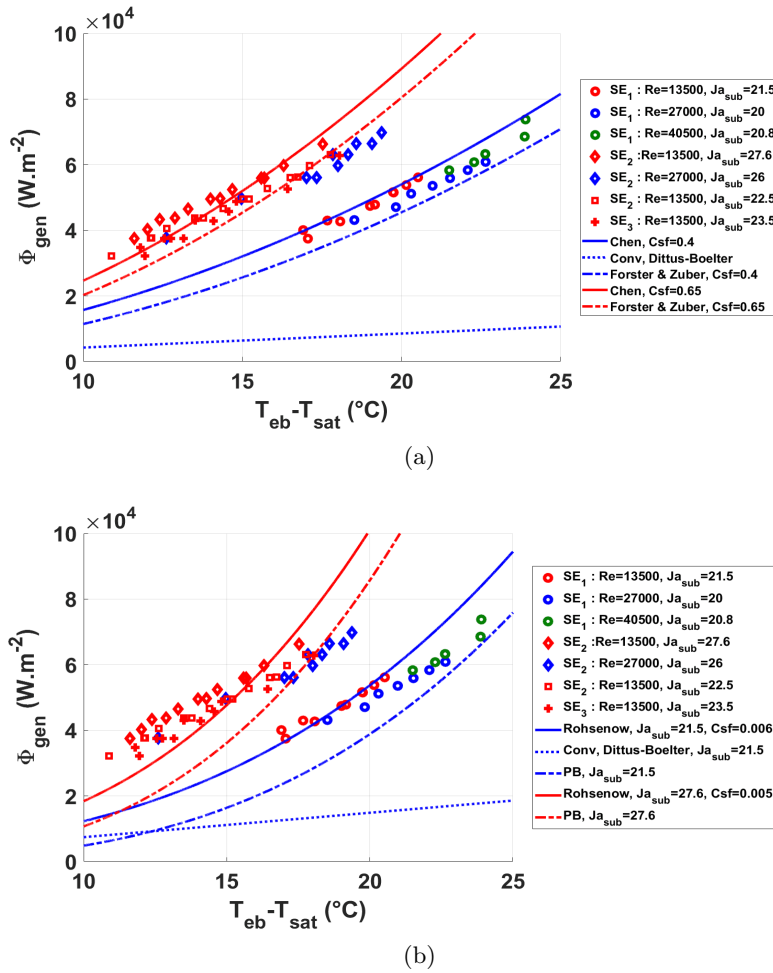 ×10⁴
10
8
6
4
2
0
Φgen (W.m⁻²)
10
15
20
25
Teb-Tsat (°C)
SE1 : Re=13500, Jasub=21.5
SE1 : Re=27000, Jasub=20
SE1 : Re=40500, Jasub=20.8
SE2 :Re=13500, Jasub=27.6
SE2 : Re=27000, Jasub=26
SE2 : Re=13500, Jasub=22.5
SE3 : Re=13500, Jasub=23.5
Chen, Csf=0.4
Conv, Dittus-Boelter
Forster & Zuber, Csf=0.4
Chen, Csf=0.65
Forster & Zuber, Csf=0.65
(a)
×10⁴
10
8
6
4
2
0
Φgen (W.m⁻²)
10
15
20
25
Teb-Tsat (°C)
SE1 : Re=13500, Jasub=21.5
SE1 : Re=27000, Jasub=20
SE1 : Re=40500, Jasub=20.8
SE2 :Re=13500, Jasub=27.6
SE2 : Re=27000, Jasub=26
SE2 : Re=13500, Jasub=22.5
SE3 : Re=13500, Jasub=23.5
Rohsenow, Jasub=21.5, Csf=0.006
Conv, Dittus-Boelter, Jasub=21.5
PB, Jasub=21.5
Rohsenow, Jasub=27.6, Csf=0.005
PB, Jasub=27.6
(b)